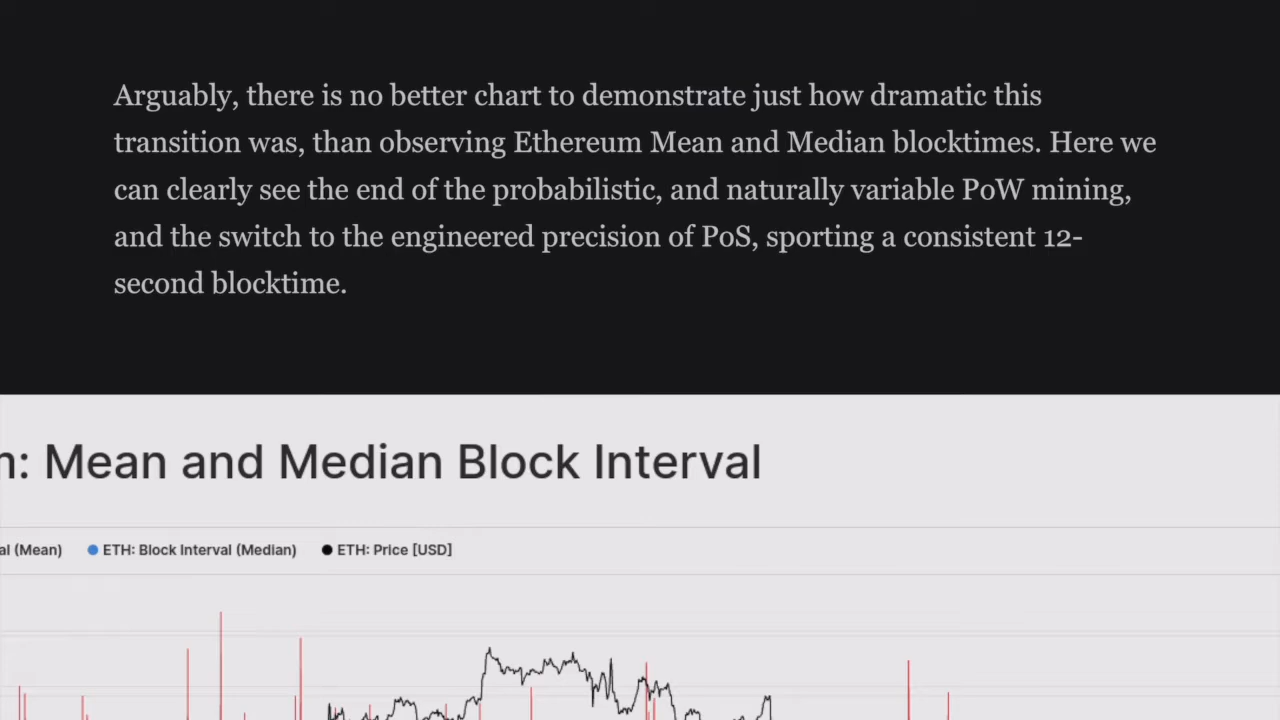 Arguably, there is no better chart to demonstrate just how dramatic this
transition was, than observing Ethereum Mean and Median blocktimes. Here we
can clearly see the end of the probabilistic, and naturally variable PoW mining,
and the switch to the engineered precision of PoS, sporting a consistent 12-
second blocktime.
m: Mean and Median Block Interval
al (Mean) ETH: Block Interval (Median) ETH: Price [USD]